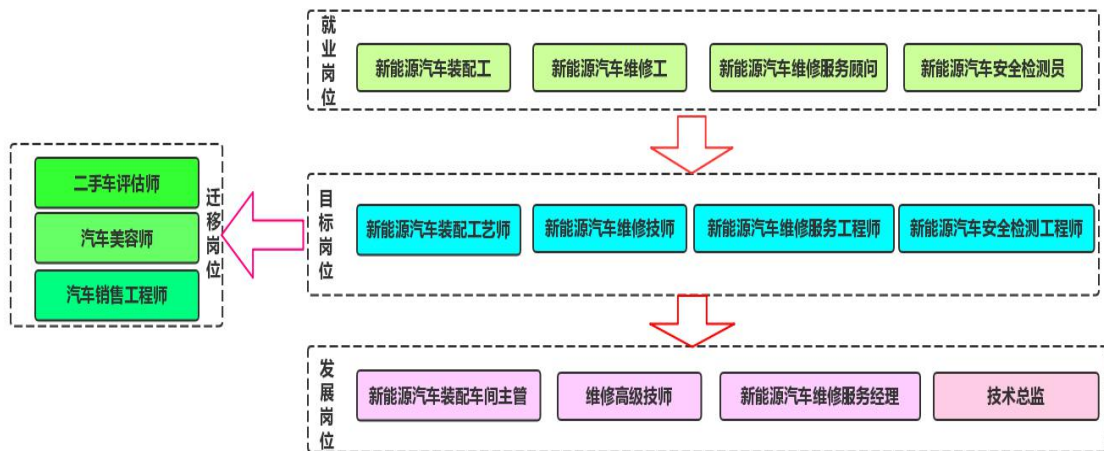 就业岗位
新能源汽车装配工
新能源汽车维修工
新能源汽车维修服务顾问
新能源汽车安全检测员
迁移岗位
二手车评估师
汽车美容师
汽车销售工程师
目标岗位
新能源汽车装配工艺师
新能源汽车维修技师
新能源汽车维修服务工程师
新能源汽车安全检测工程师
发展岗位
新能源汽车装配车间主管
维修高级技师
新能源汽车维修服务经理
技术总监